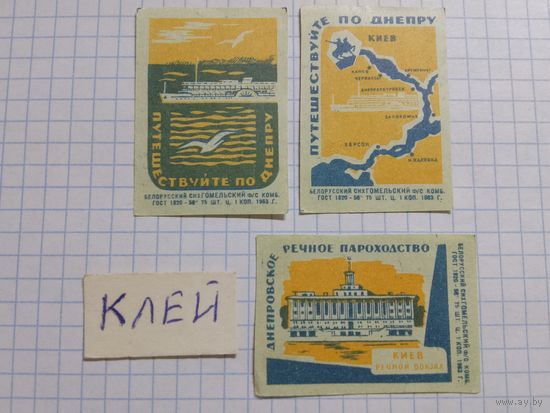 ПУТЕШЕСТВУЙТЕ ПО ДНЕПРУ
БЕЛОРУССКИЙ СНХ ГОМЕЛЬСКИЙ Ф/С КОМБ.
ГОСТ 1820-56* 75 ШТ. Ц. 1 КОП. 1963 Г.
ПУТЕШЕСТВУЙТЕ ПО ДНЕПРУ
КИЕВ
КАНЕВ
КРЕМЕНЧУГ
ЧЕРКАССЫ
ДНЕПРОПЕТРОВСК
ЗАПОРОЖЬЕ
ХЕРСОН
Н.КАХОВКА
БЕЛОРУССКИЙ СНХ ГОМЕЛЬСКИЙ Ф/С КОМБ.
ГОСТ 1820-56* 75 ШТ. Ц. 1 КОП. 1963 Г.
ДНЕПРОВСКОЕ
РЕЧНОЕ ПАРОХОДСТВО
КИЕВ
РЕЧНОЙ ВОКЗАЛ
БЕЛОРУССКИЙ СНХ ГОМЕЛЬСКИЙ Ф/С КОМБ.
ГОСТ 1820-56* 75 ШТ. Ц. 1 КОП. 1963 Г.
КЛЕЙ
www.ay.by